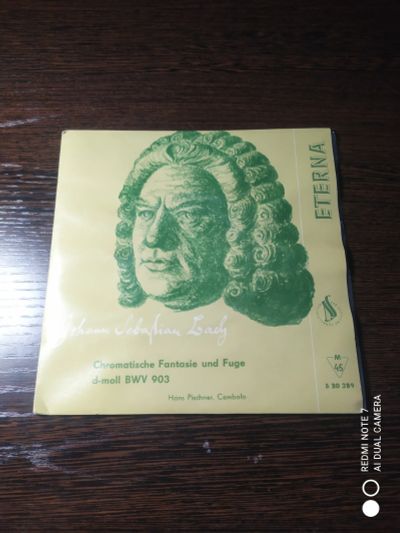 ETERNA
Johann Sebastian Bach
Chromatische Fantasie und Fuge
d-moll BWV 903
Hans Pischner, Cembalo
M
45
5 20 289
REDMI NOTE 7
AI DUAL CAMERA